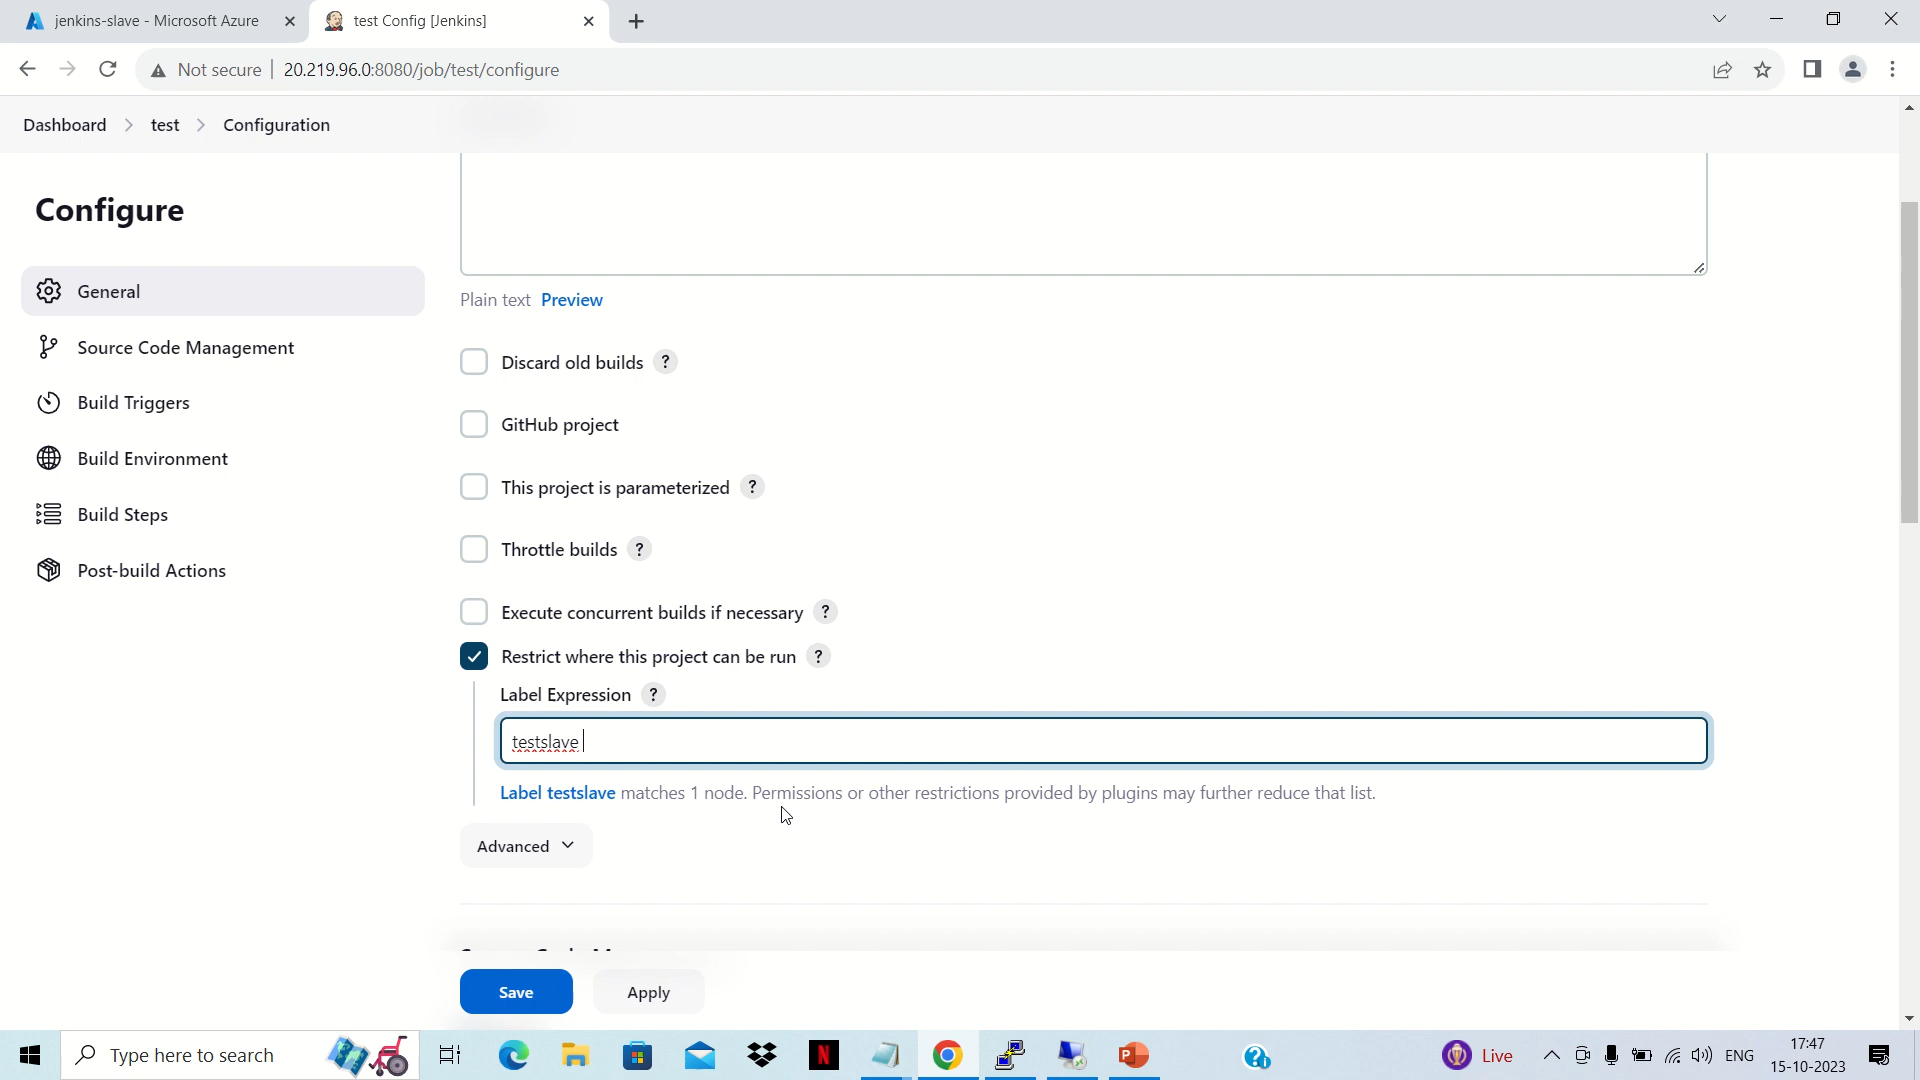 jenkins-slave - Microsoft Azure
test Config [Jenkins]
Not secure
20.219.96.0:8080/job/test/configure
Dashboard > test > Configuration
Configure
General
Source Code Management
Build Triggers
Build Environment
Build Steps
Post-build Actions
Plain text Preview
Discard old builds ?
GitHub project
This project is parameterized ?
Throttle builds ?
Execute concurrent builds if necessary ?
Restrict where this project can be run ?
Label Expression ?
testslave
Label testslave matches 1 node. Permissions or other restrictions provided by plugins may further reduce that list.
Advanced
Save
Apply
Type here to search
Live
ENG
17:47
15-10-2023